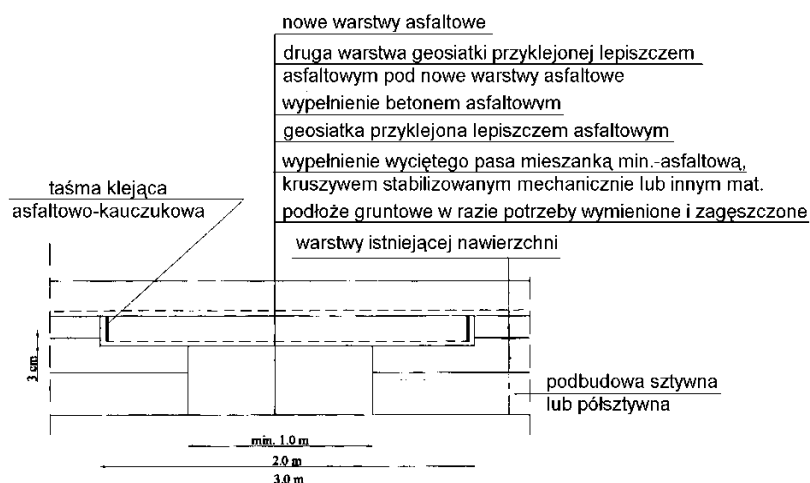 nowe warstwy asfaltowe
druga warstwa geosiatki przyklejonej lepiszczem
asfaltowym pod nowe warstwy asfaltowe
wypełnienie betonem asfaltowym
geosiatka przyklejona lepiszczem asfaltowym
wypełnienie wyciętego pasa mieszanką min.-asfaltową,
kruszywem stabilizowanym mechanicznie lub innym mat.
podłoże gruntowe w razie potrzeby wymienione i zagęszczone
warstwy istniejącej nawierzchni
taśma klejąca
asfaltowo-kauczukowa
3 cm
podbudowa sztywna
lub półsztywna
min. 1.0 m
2.0 m
3.0 m